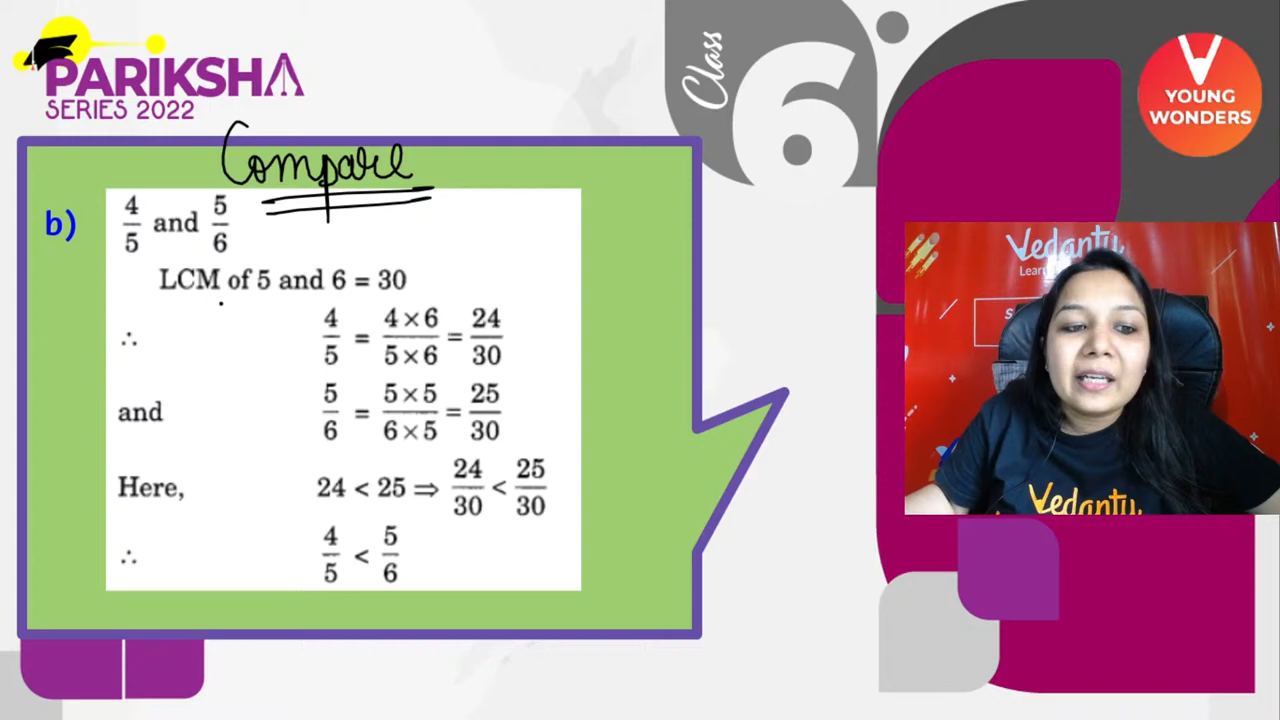 PARIKSHA
SERIES 2022
Class
6
YOUNG
WONDERS
Compare
b)
4/5 and 5/6
LCM of 5 and 6 = 30
∴ 4/5 = 4 × 6/5 × 6 = 24/30
and 5/6 = 5 × 5/6 × 5 = 25/30
Here, 24 < 25 ⇒ 24/30 < 25/30
∴ 4/5 < 5/6
Vedantu
Learn
Vedantu